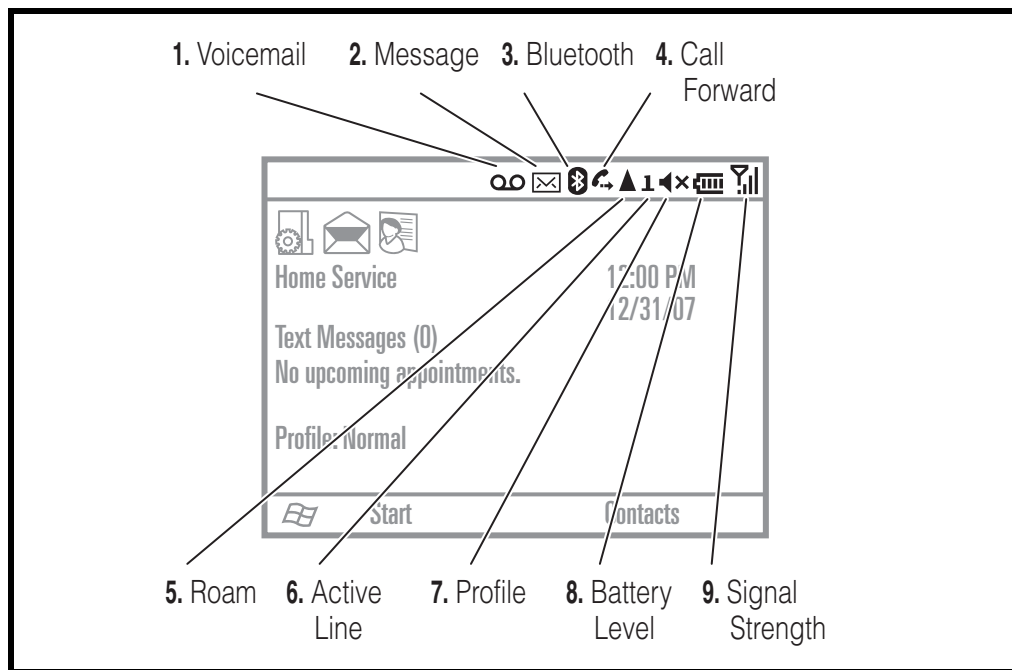 1. Voicemail
2. Message
3. Bluetooth
4. Call
Forward
1
Home Service
12:00 PM
12/31/07
Text Messages (0)
No upcoming appointments.
Profile: Normal
Start
Contacts
5. Roam
6. Active
Line
7. Profile
8. Battery
Level
9. Signal
Strength